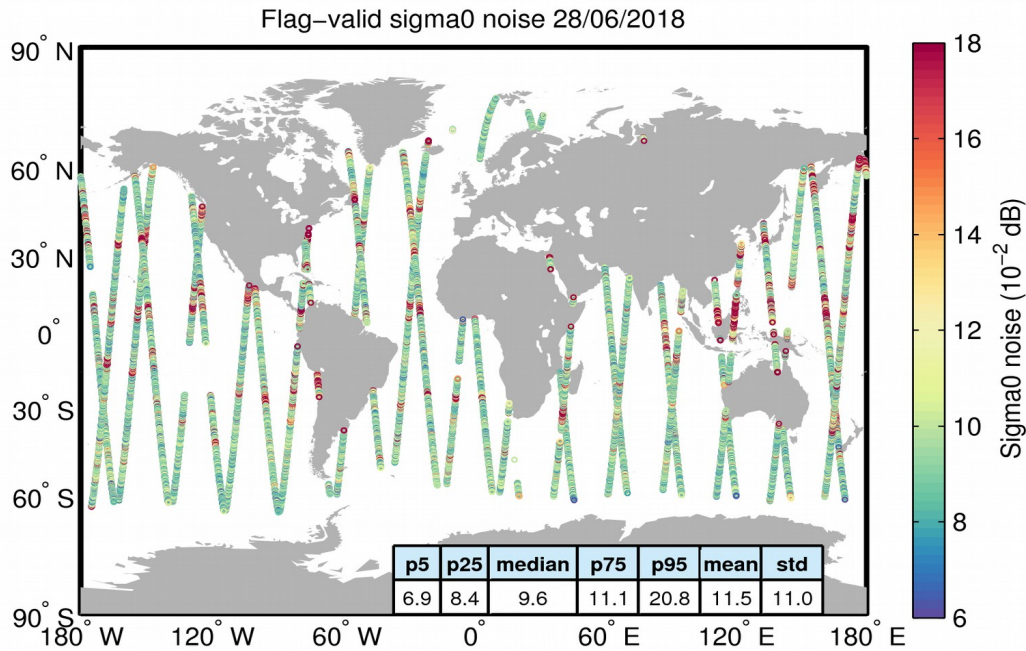 Flag−valid sigma0 noise 28/06/2018
90° N
60° N
30° N
0°
30° S
60° S
90° S
180° W
120° W
60° W
0°
60° E
120° E
180° E
p5 p25 median p75 p95 mean std
6.9 8.4 9.6 11.1 20.8 11.5 11.0
18
16
14
12
10
8
6
Sigma0 noise (10⁻² dB)